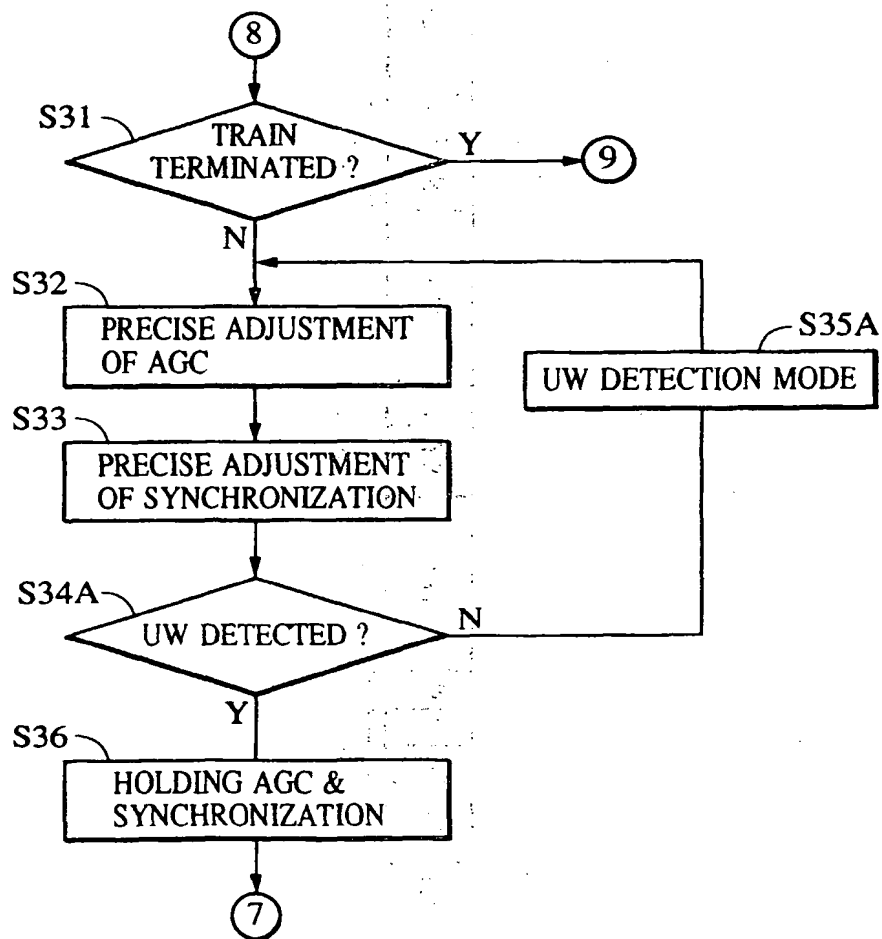 8
S31
TRAIN
TERMINATED ?
Y
9
N
S32
PRECISE ADJUSTMENT
OF AGC
S35A
UW DETECTION MODE
S33
PRECISE ADJUSTMENT
OF SYNCHRONIZATION
S34A
UW DETECTED ?
N
Y
S36
HOLDING AGC &
SYNCHRONIZATION
7